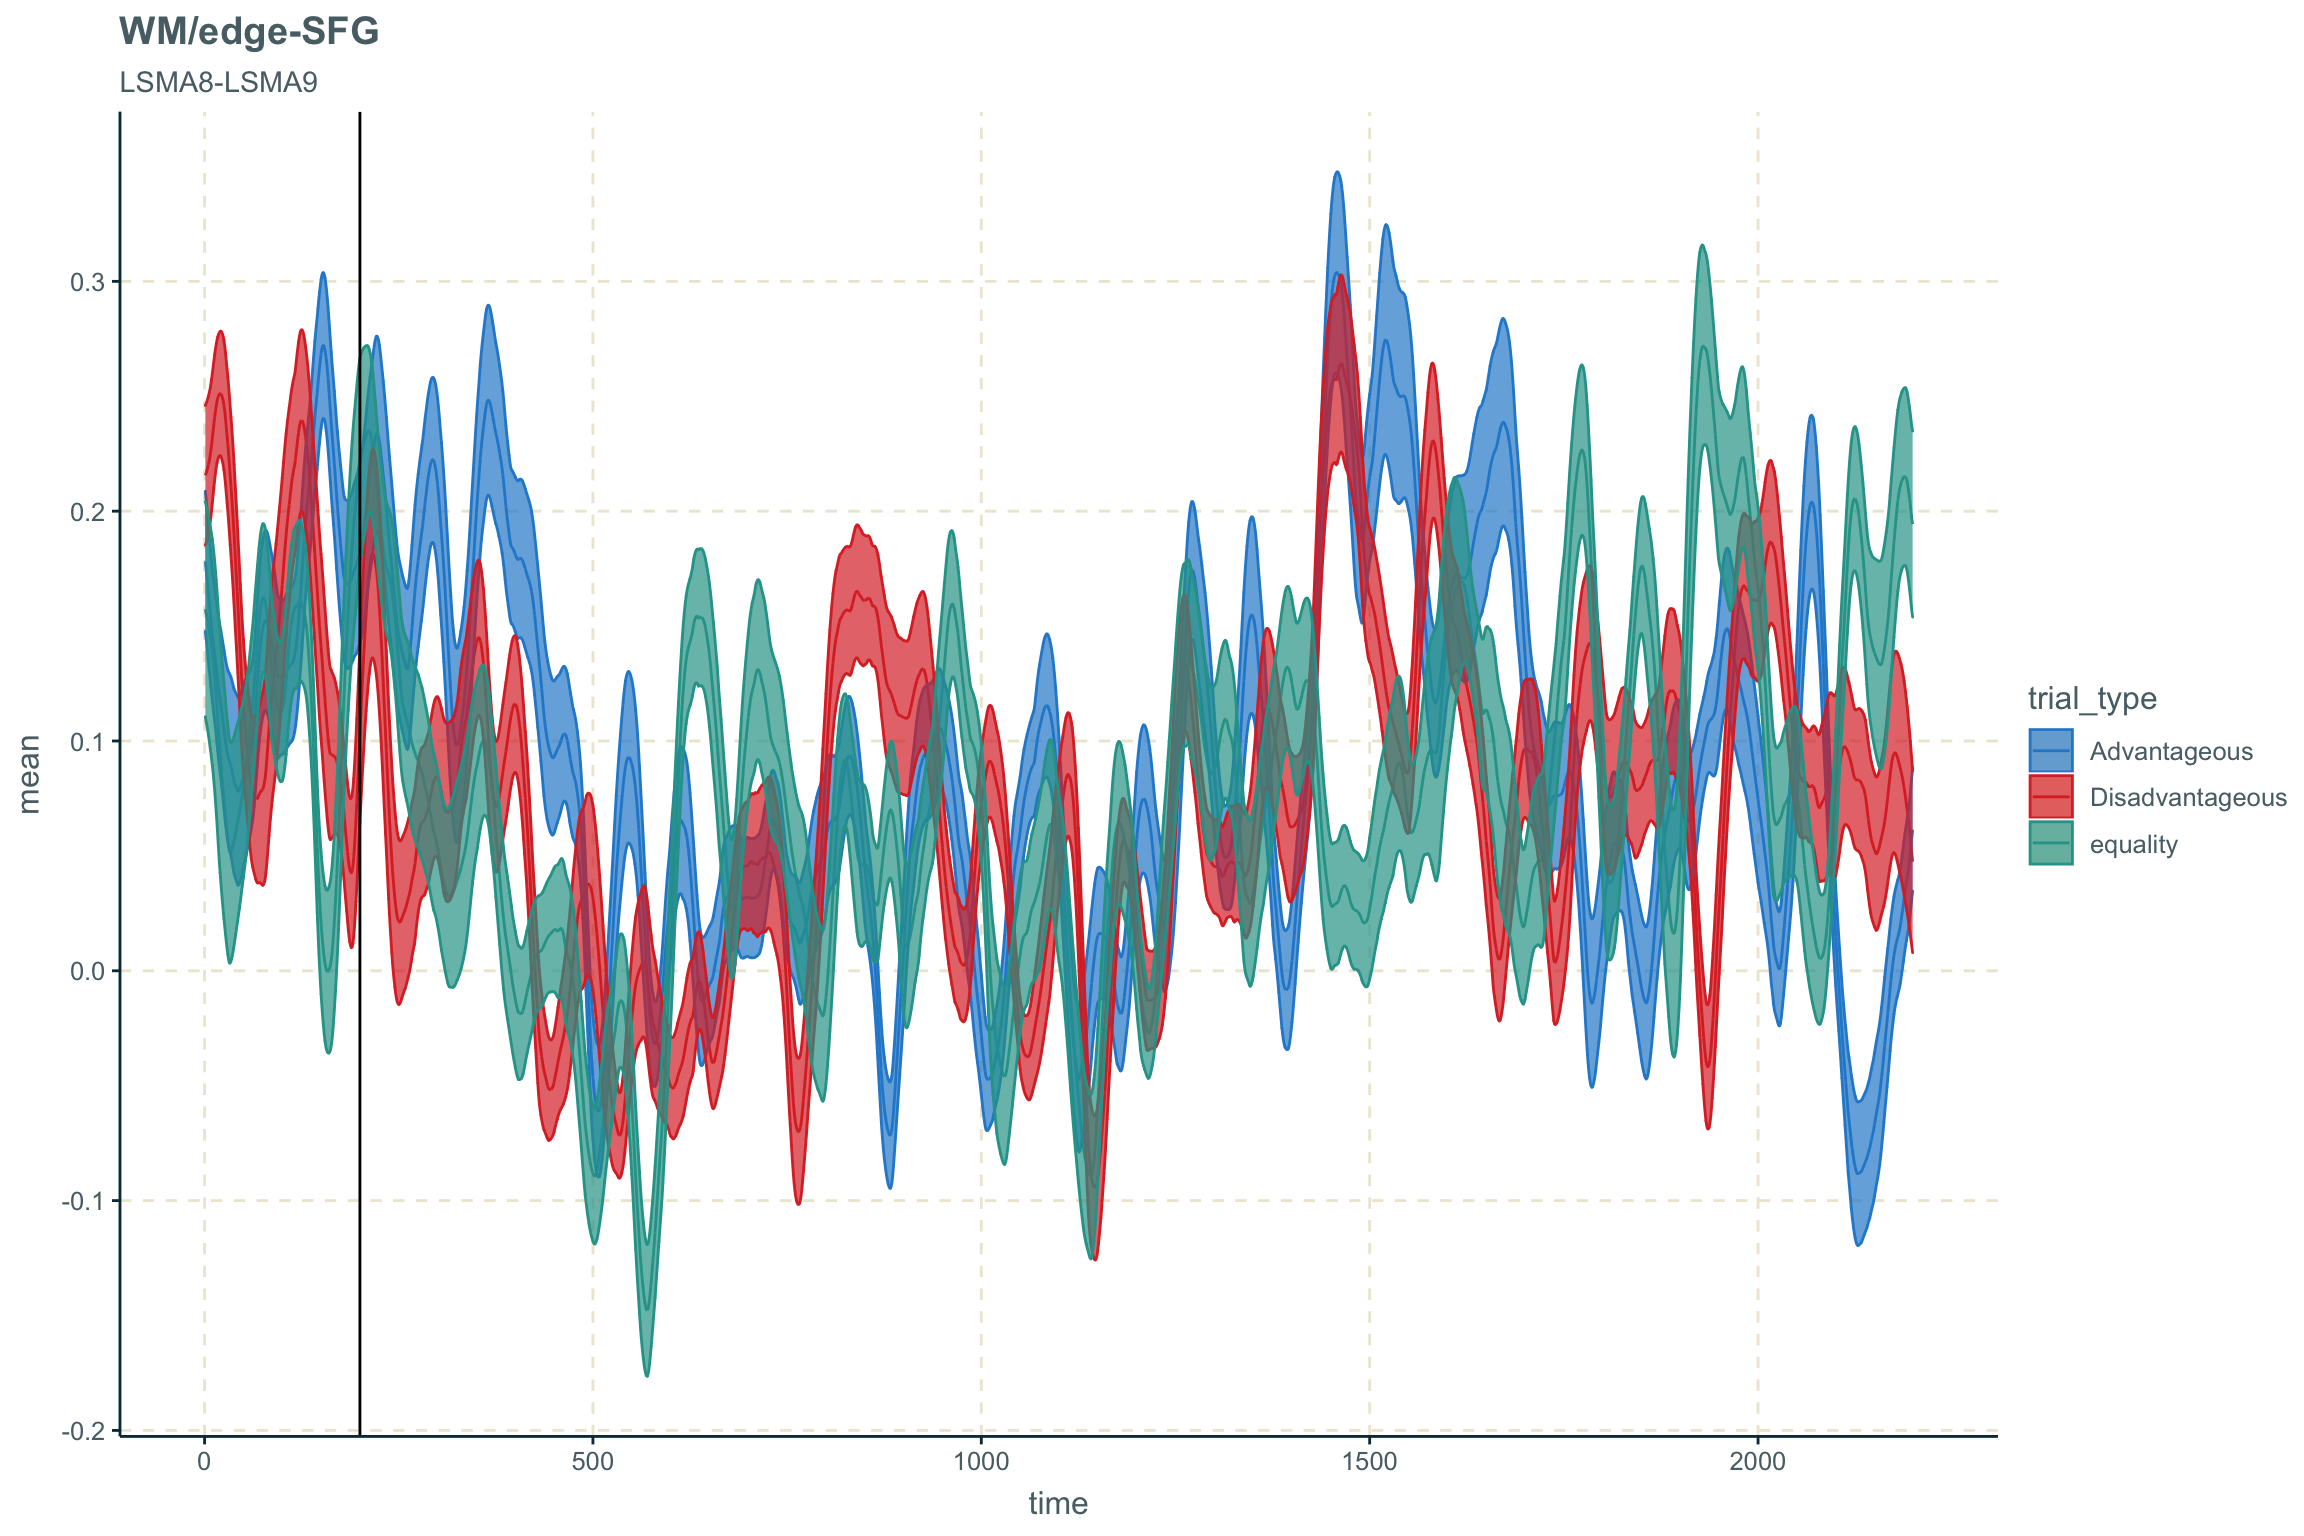 WM/edge-SFG
LSMA8-LSMA9
0.3
0.2
0.1
0.0
-0.1
-0.2
mean
0
500
1000
1500
2000
time
trial_type
Advantageous
Disadvantageous
equality